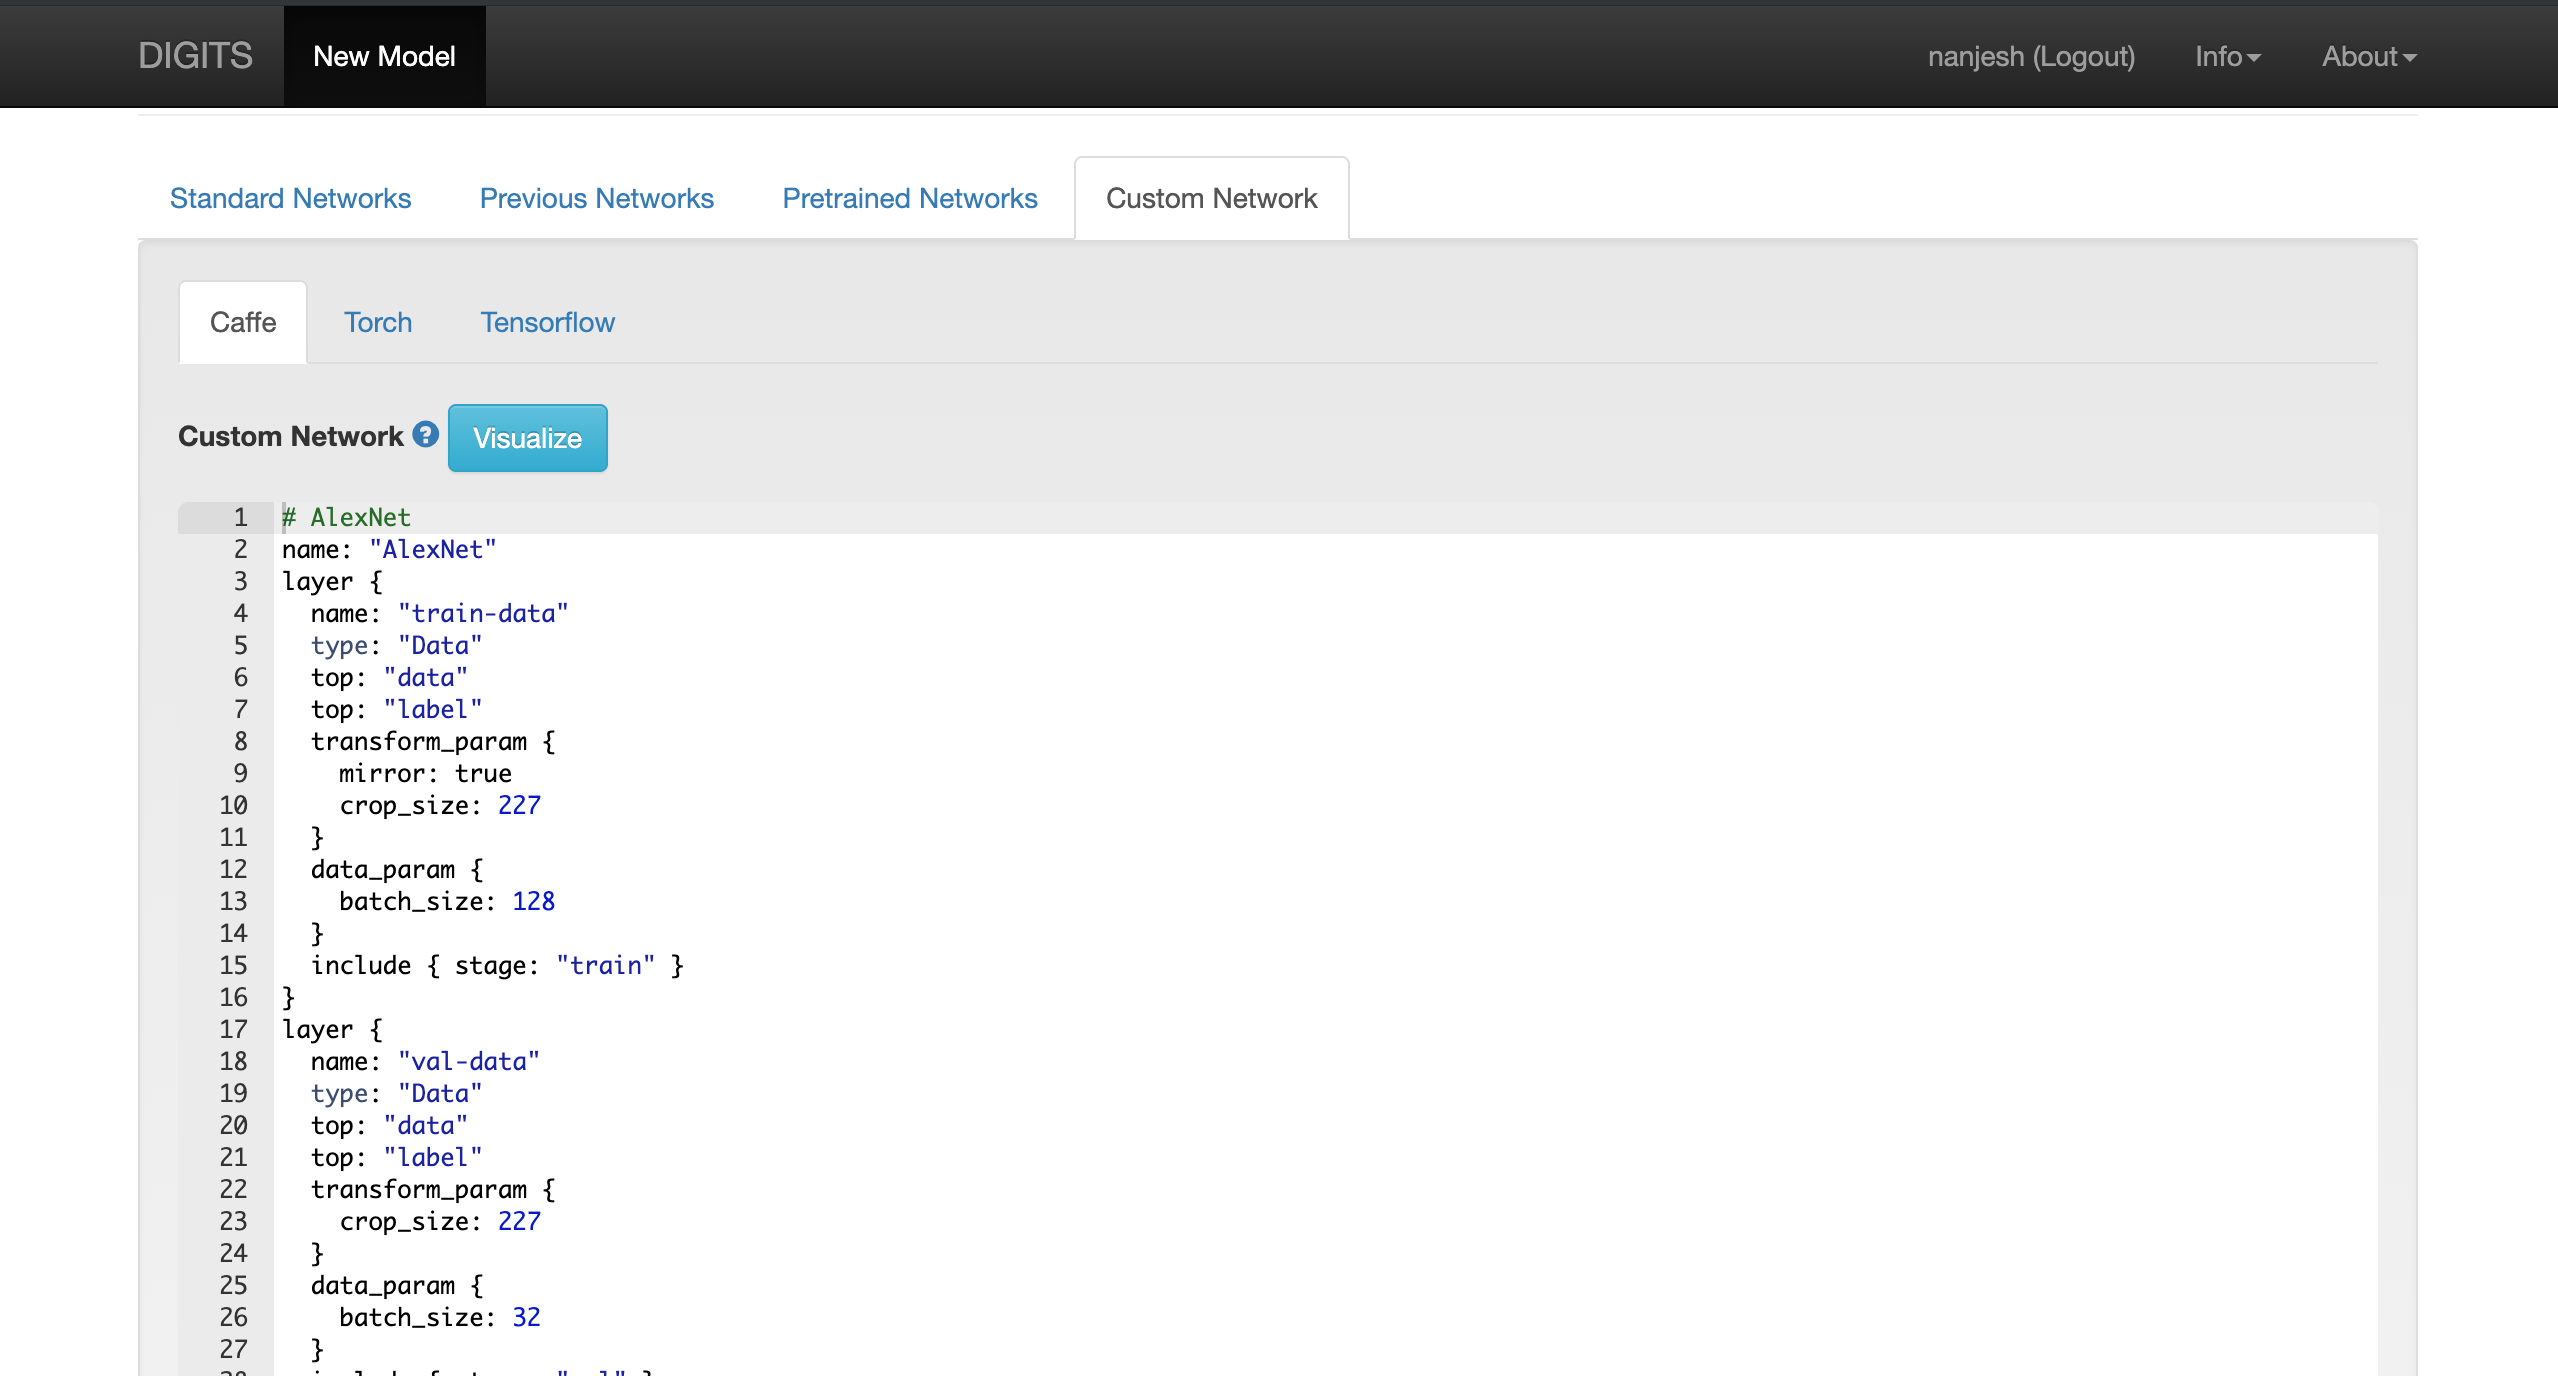 DIGITS New Model nanjesh (Logout) Info About
Standard Networks Previous Networks Pretrained Networks Custom Network
Caffe Torch Tensorflow
Custom Network ? Visualize
1 # AlexNet
2 name: "AlexNet"
3 layer {
4 name: "train-data"
5 type: "Data"
6 top: "data"
7 top: "label"
8 transform_param {
9 mirror: true
10 crop_size: 227
11 }
12 data_param {
13 batch_size: 128
14 }
15 include { stage: "train" }
16 }
17 layer {
18 name: "val-data"
19 type: "Data"
20 top: "data"
21 top: "label"
22 transform_param {
23 crop_size: 227
24 }
25 data_param {
26 batch_size: 32
27 }